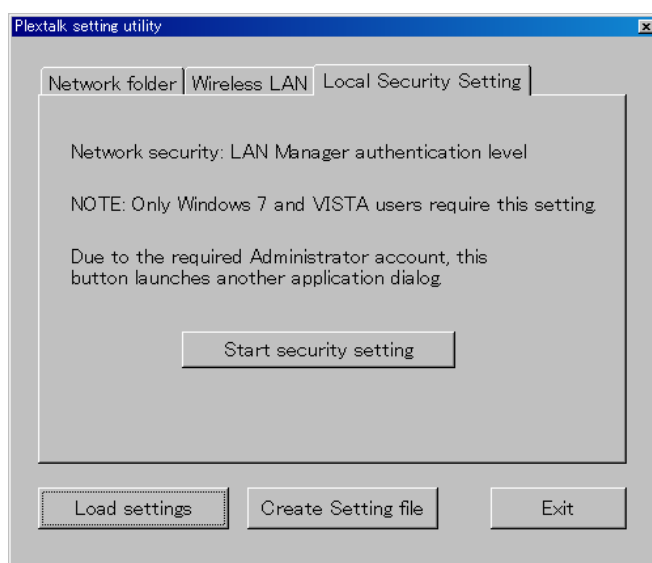 Plextalk setting utility
Network folder Wireless LAN Local Security Setting
Network security: LAN Manager authentication level
NOTE: Only Windows 7 and VISTA users require this setting.
Due to the required Administrator account, this
button launches another application dialog.
Start security setting
Load settings Create Setting file Exit